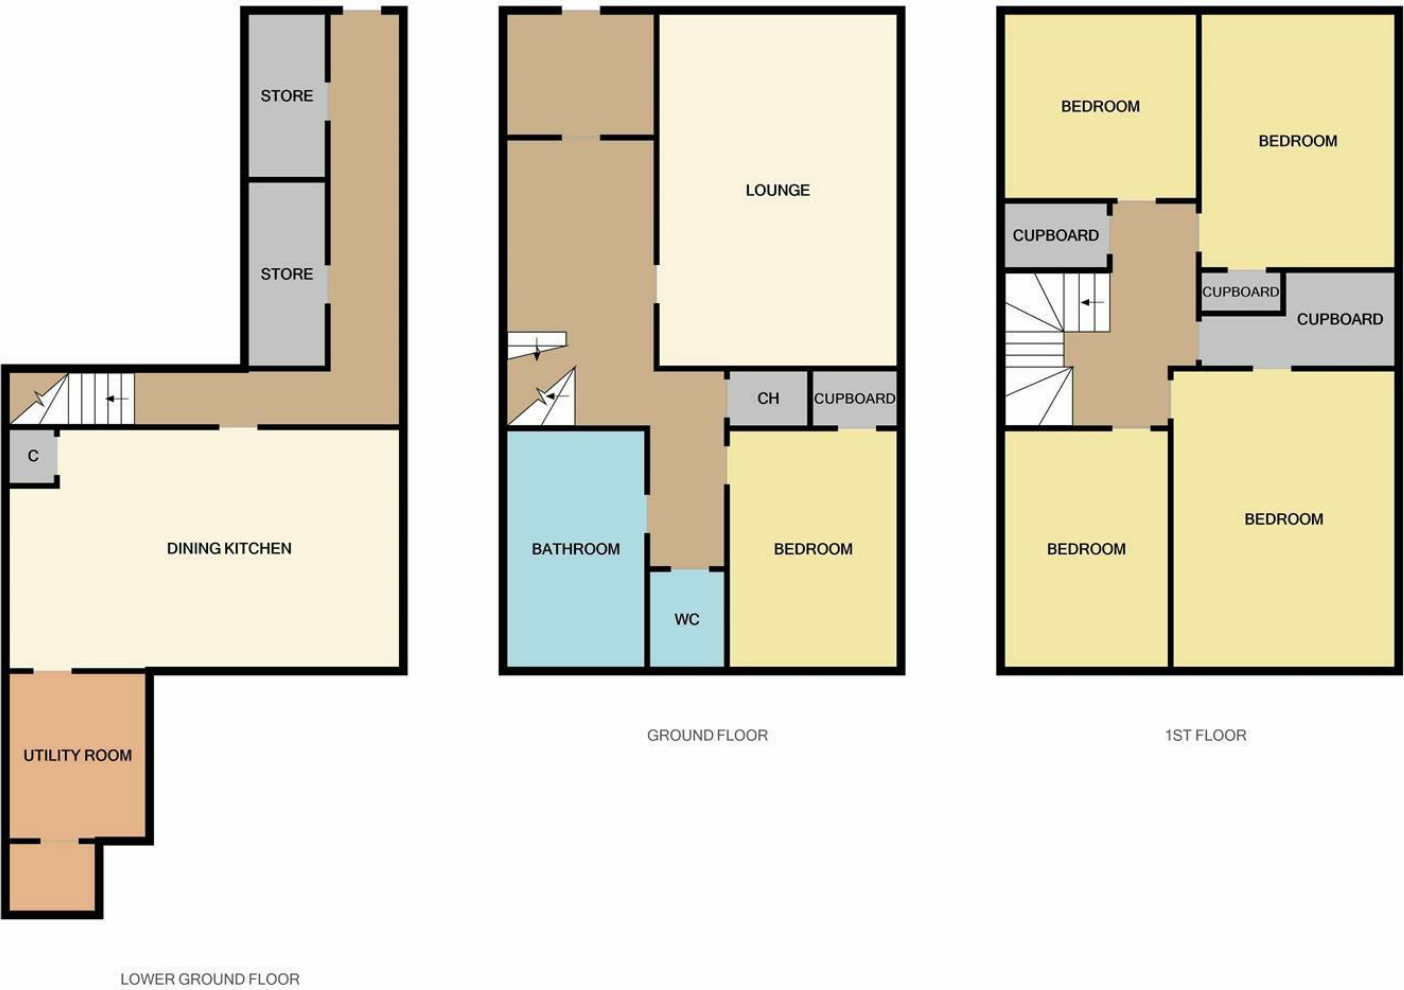 STORE
STORE
C
DINING KITCHEN
UTILITY ROOM
LOWER GROUND FLOOR
LOUNGE
CH
CUPBOARD
BATHROOM
BEDROOM
WC
GROUND FLOOR
BEDROOM
BEDROOM
CUPBOARD
CUPBOARD
CUPBOARD
BEDROOM
BEDROOM
1ST FLOOR